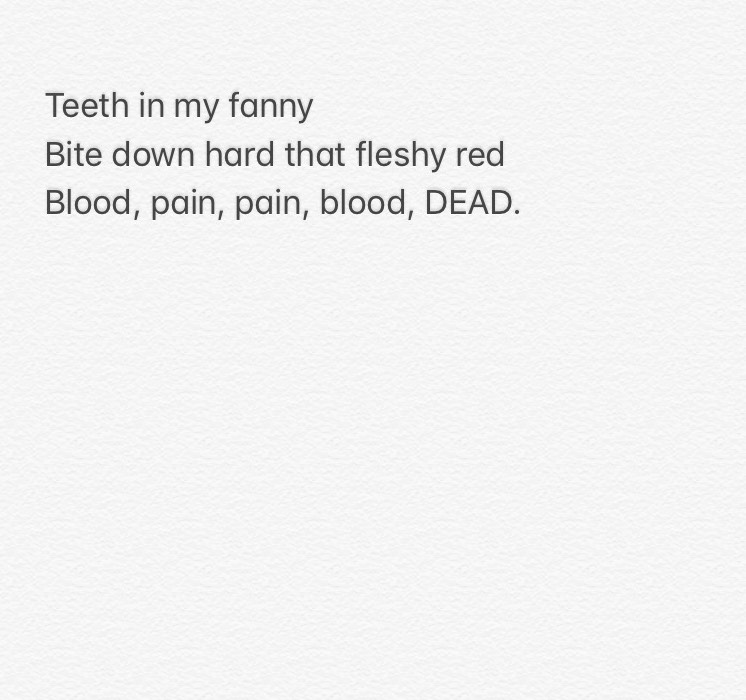 Teeth in my fanny
Bite down hard that fleshy red
Blood, pain, pain, blood, DEAD.